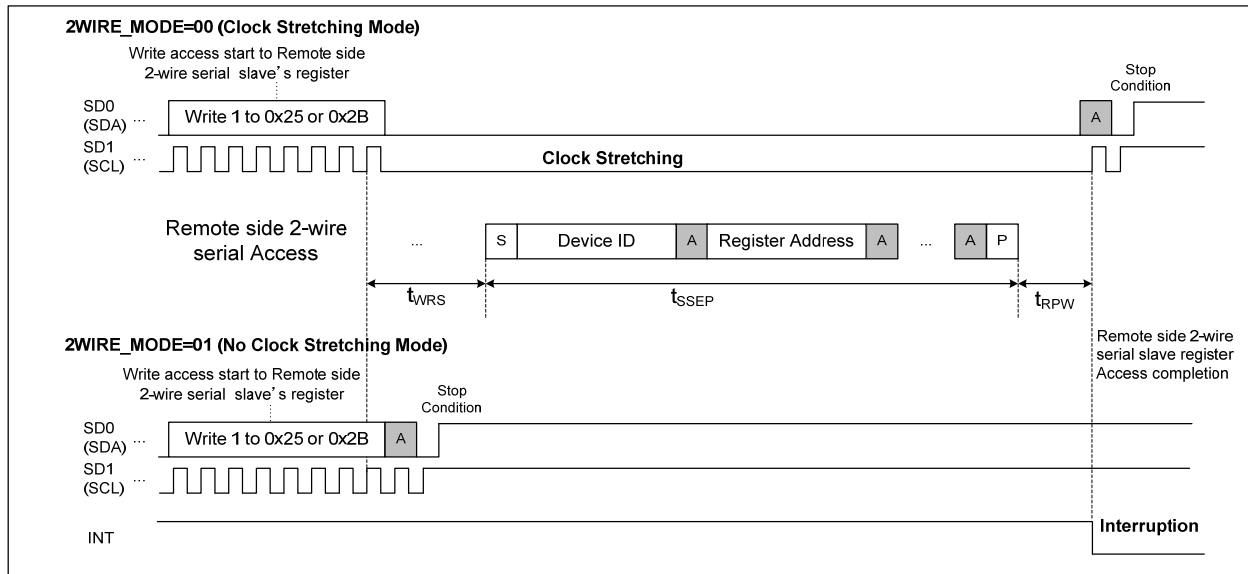 2WIRE_MODE=00 (Clock Stretching Mode)
Write access start to Remote side
2-wire serial slave's register
Stop
Condition
SD0
(SDA) ...
Write 1 to 0x25 or 0x2B
A
SD1
(SCL) ...
Clock Stretching
Remote side 2-wire
serial Access
...
S
Device ID
A
Register Address
A
...
A
P
tWRS
tSSEP
tRPW
2WIRE_MODE=01 (No Clock Stretching Mode)
Remote side 2-wire
serial slave register
Access completion
Write access start to Remote side
2-wire serial slave's register
Stop
Condition
SD0
(SDA) ...
Write 1 to 0x25 or 0x2B
A
SD1
(SCL) ...
INT
Interruption